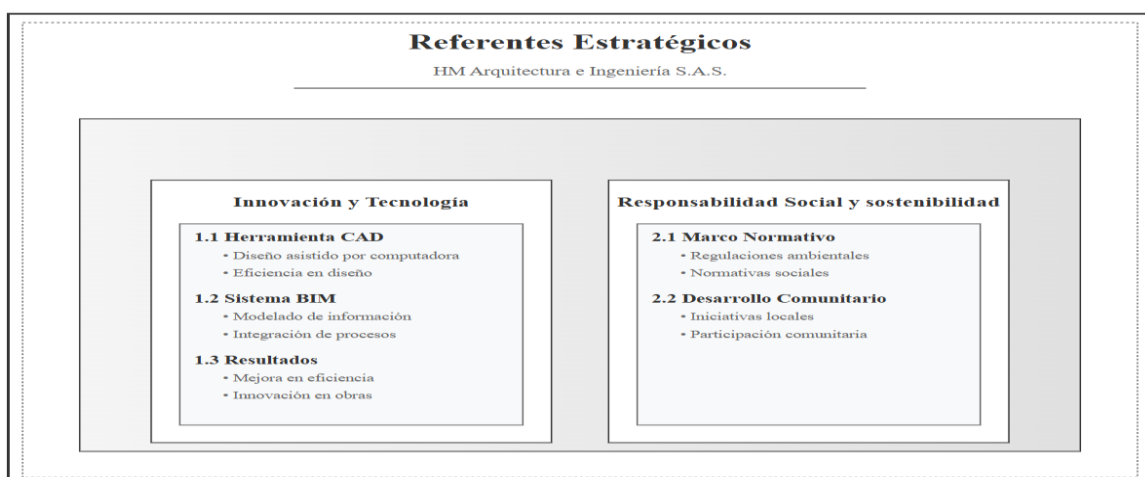 Referentes Estratégicos
HM Arquitectura e Ingeniería S.A.S.
Innovación y Tecnología
1.1 Herramienta CAD
• Diseño asistido por computadora
• Eficiencia en diseño
1.2 Sistema BIM
• Modelado de información
• Integración de procesos
1.3 Resultados
• Mejora en eficiencia
• Innovación en obras
Responsabilidad Social y sostenibilidad
2.1 Marco Normativo
• Regulaciones ambientales
• Normativas sociales
2.2 Desarrollo Comunitario
• Iniciativas locales
• Participación comunitaria